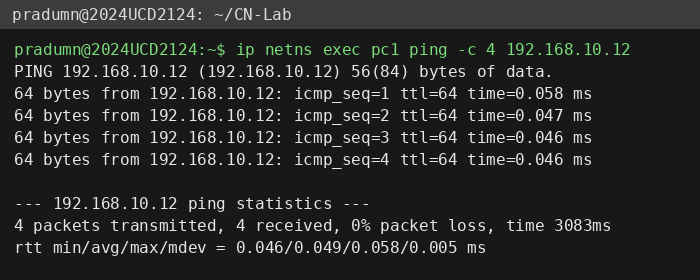 pradumn@2024UCD2124: ~/CN-Lab
pradumn@2024UCD2124:~$ ip netns exec pc1 ping -c 4 192.168.10.12
PING 192.168.10.12 (192.168.10.12) 56(84) bytes of data.
64 bytes from 192.168.10.12: icmp_seq=1 ttl=64 time=0.058 ms
64 bytes from 192.168.10.12: icmp_seq=2 ttl=64 time=0.047 ms
64 bytes from 192.168.10.12: icmp_seq=3 ttl=64 time=0.046 ms
64 bytes from 192.168.10.12: icmp_seq=4 ttl=64 time=0.046 ms
--- 192.168.10.12 ping statistics ---
4 packets transmitted, 4 received, 0% packet loss, time 3083ms
rtt min/avg/max/mdev = 0.046/0.049/0.058/0.005 ms